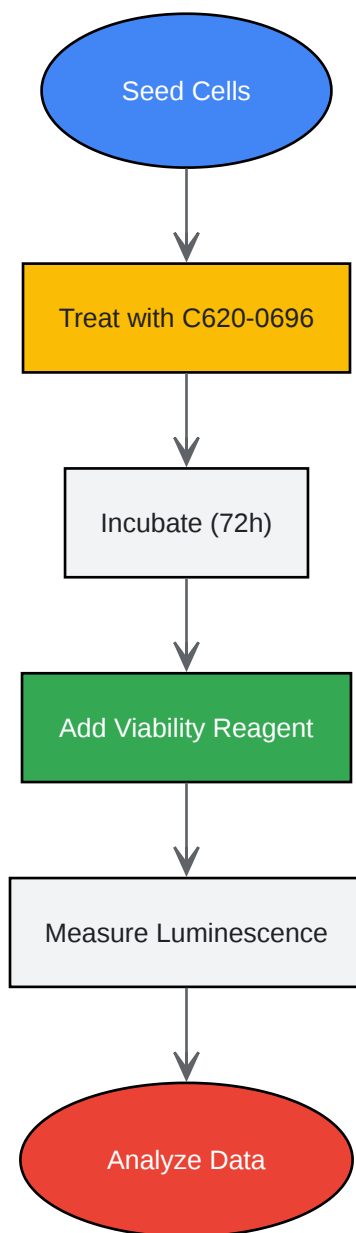 Seed Cells
Treat with C620-0696
Incubate (72h)
Add Viability Reagent
Measure Luminescence
Analyze Data